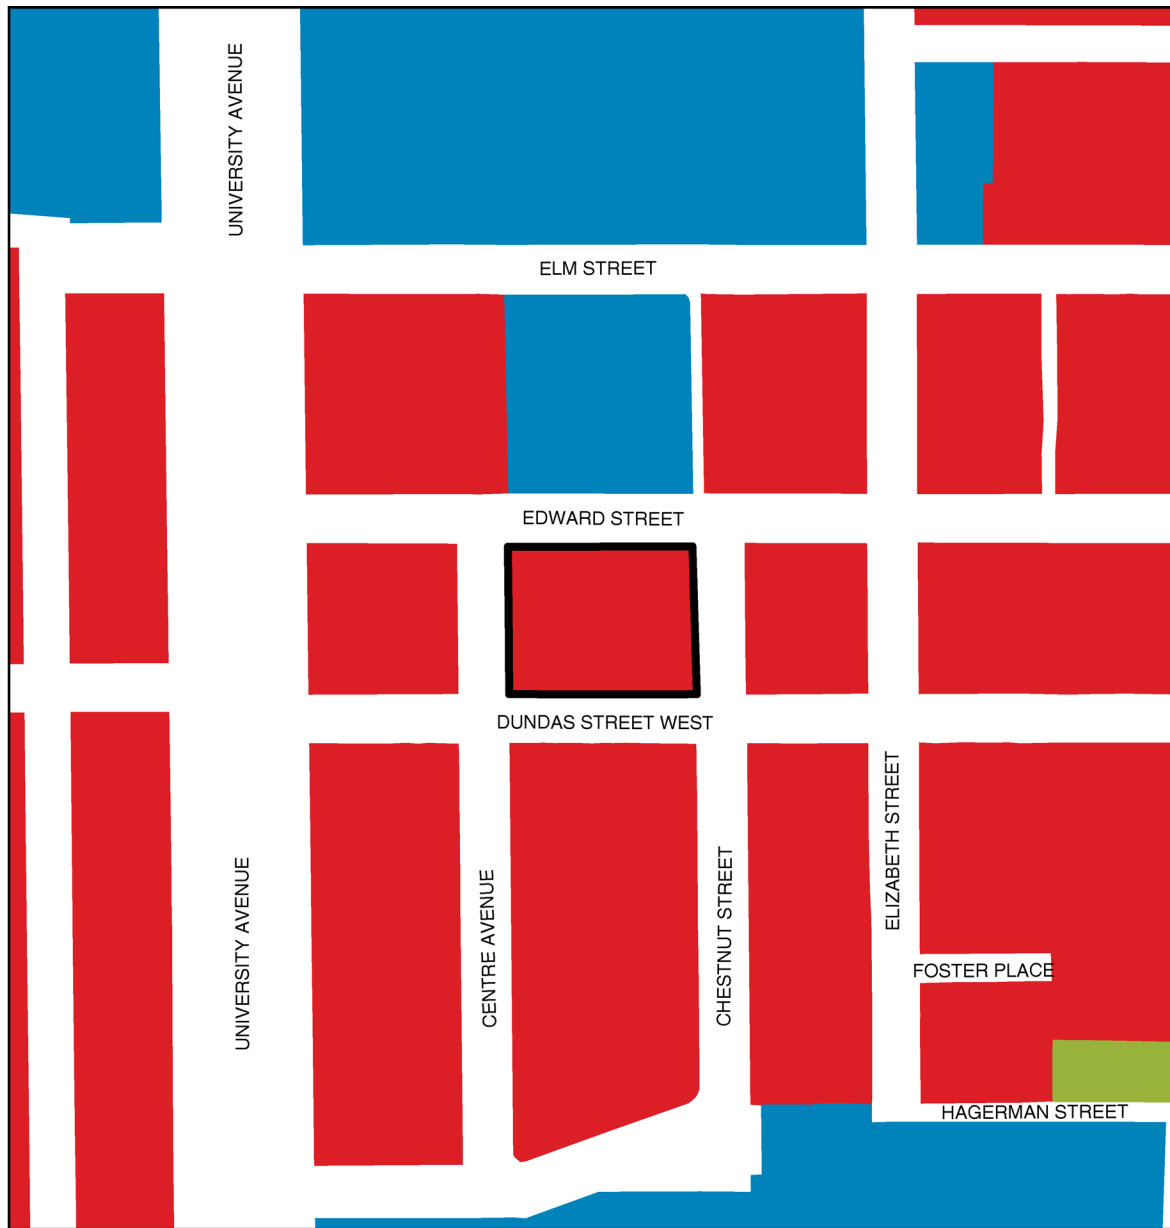 UNIVERSITY AVENUE
ELM STREET
EDWARD STREET
DUNDAS STREET WEST
UNIVERSITY AVENUE
CENTRE AVENUE
CHESTNUT STREET
ELIZABETH STREET
FOSTER PLACE
HAGERMAN STREET